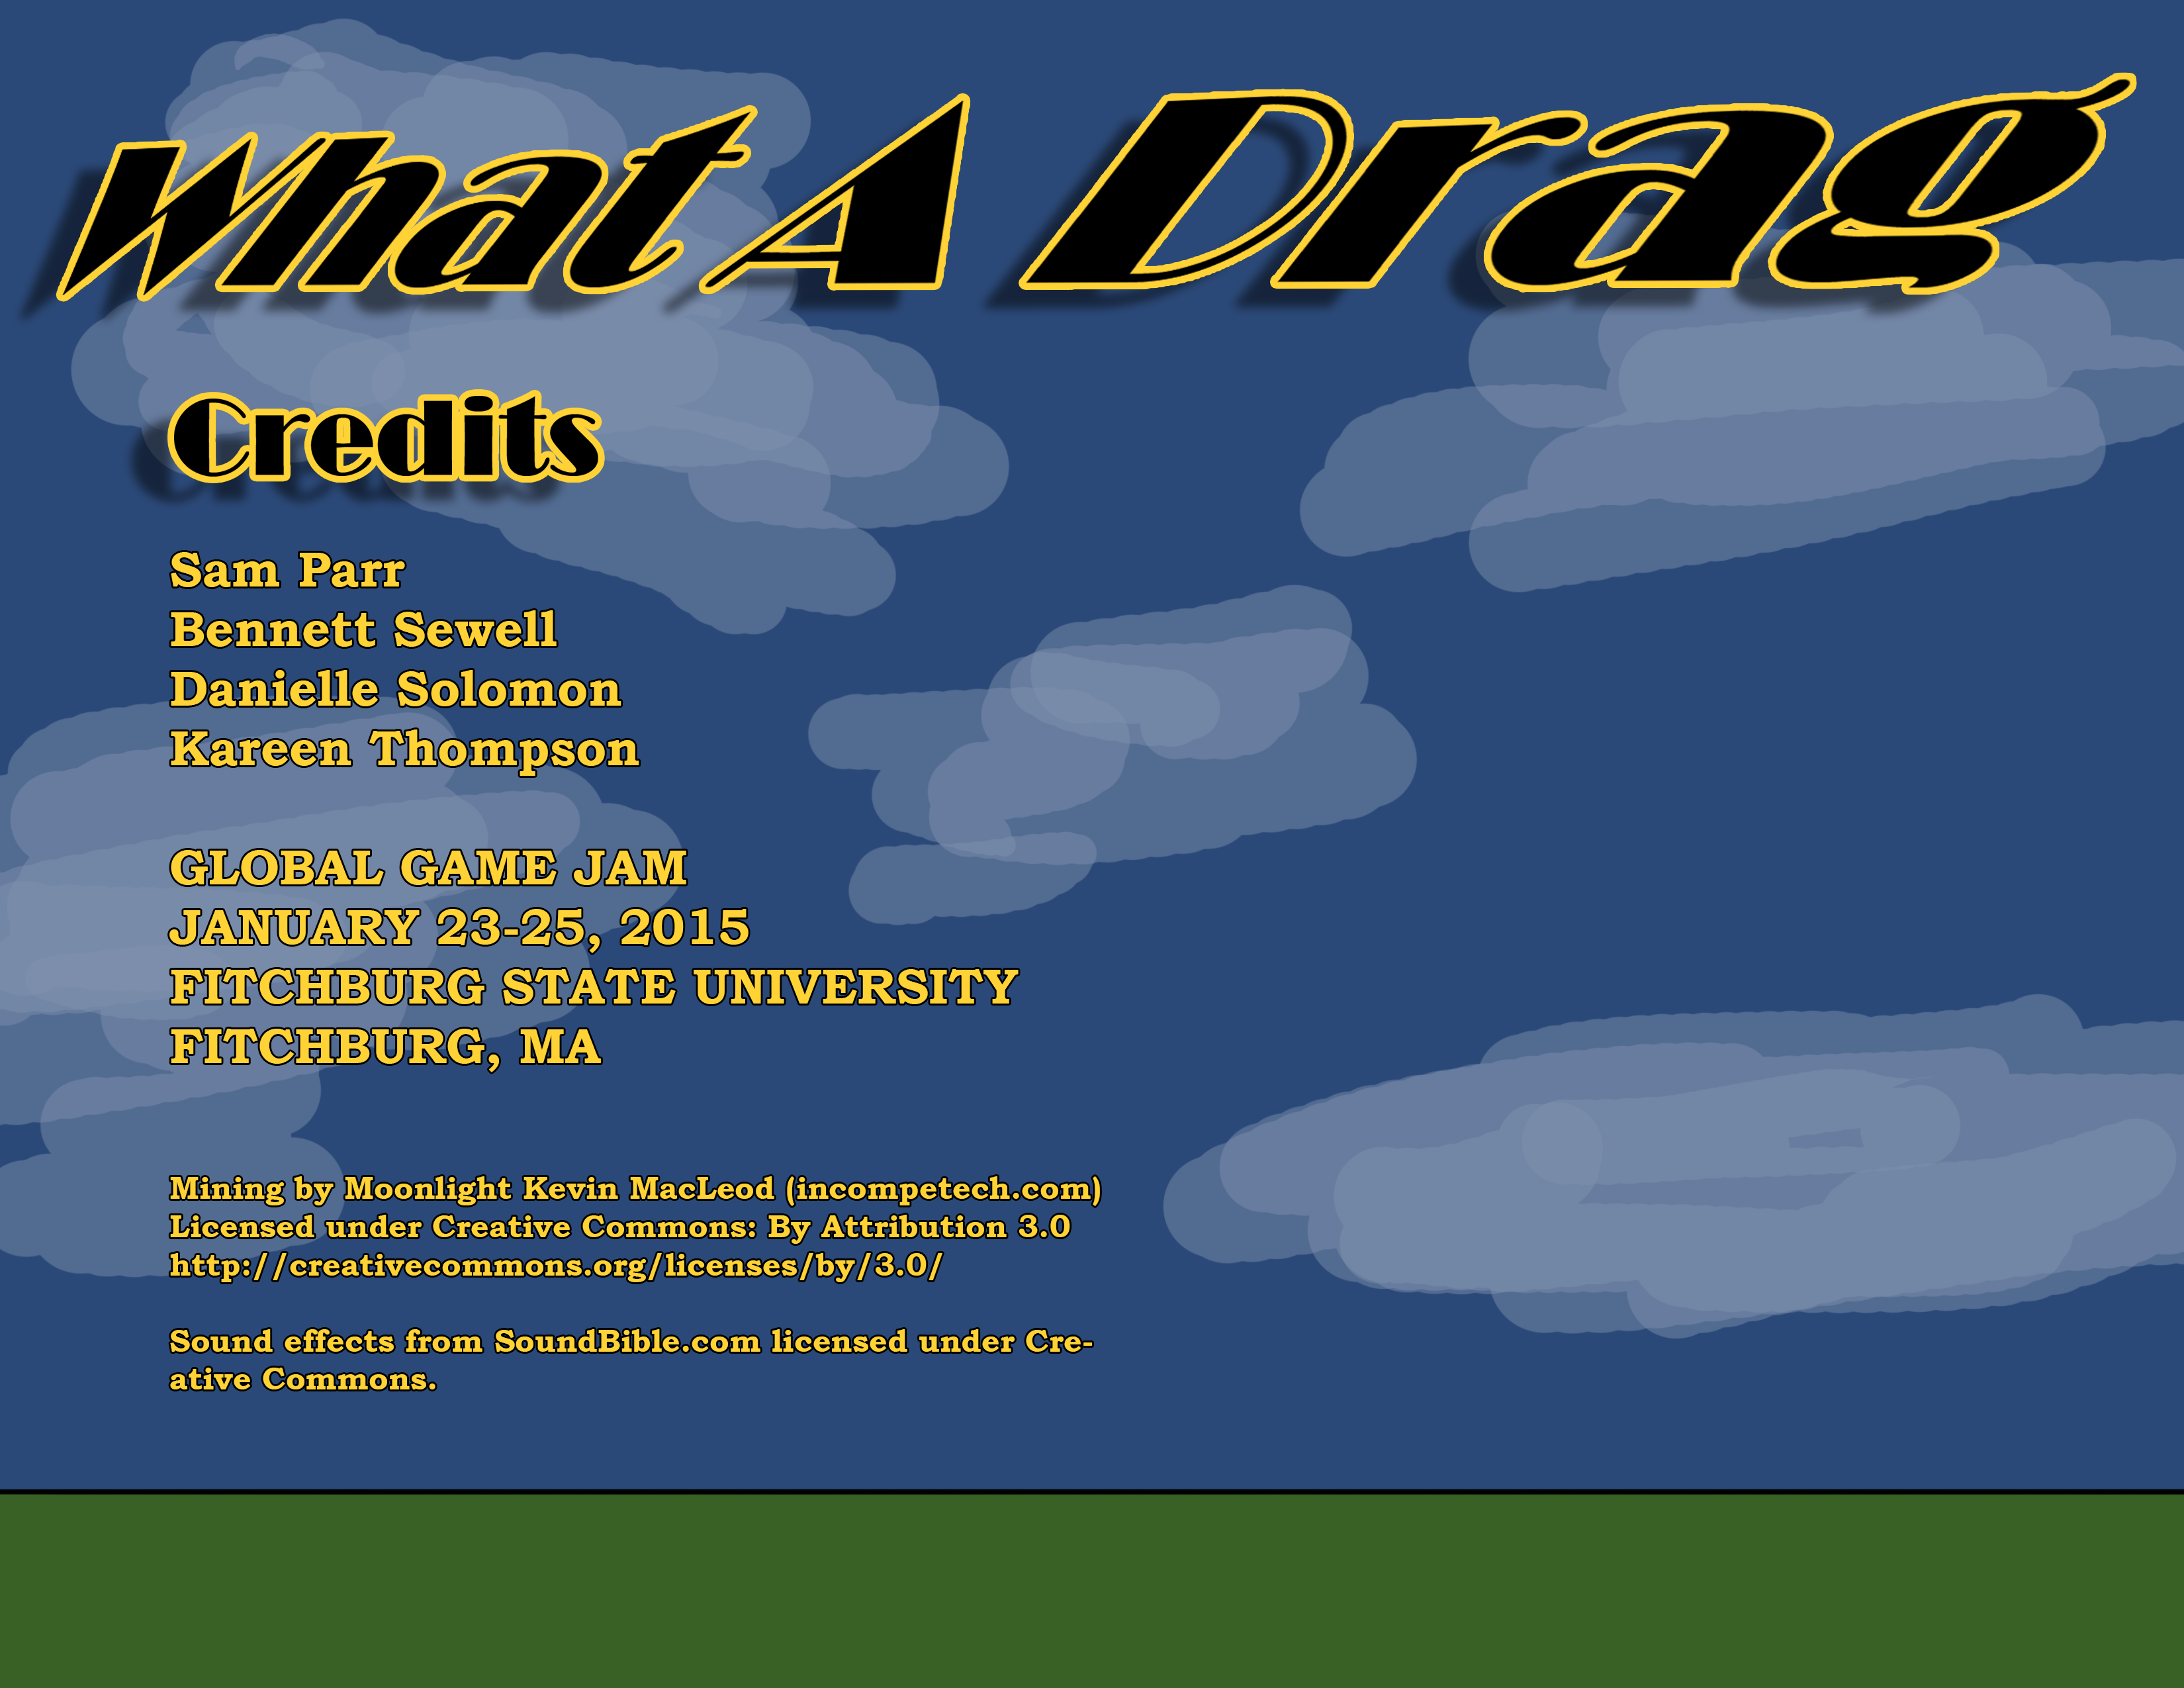 What A Drag
Credits
Sam Parr
Bennett Sewell
Danielle Solomon
Kareen Thompson
GLOBAL GAME JAM
JANUARY 23-25, 2015
FITCHBURG STATE UNIVERSITY
FITCHBURG, MA
Mining by Moonlight Kevin MacLeod (incompetech.com)
Licensed under Creative Commons: By Attribution 3.0
http://creativecommons.org/licenses/by/3.0/
Sound effects from SoundBible.com licensed under Cre-
ative Commons.